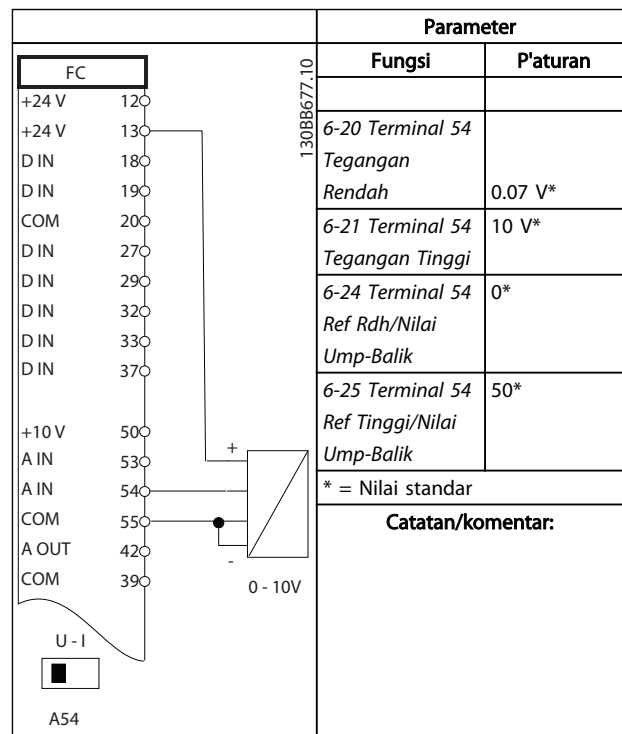 Parameter
Fungsi P'aturan
6-20 Terminal 54
Tegangan
Rendah 0.07 V*
6-21 Terminal 54 10 V*
Tegangan Tinggi
6-24 Terminal 54 0*
Ref Rdh/Nilai
Ump-Balik
6-25 Terminal 54 50*
Ref Tinggi/Nilai
Ump-Balik
* = Nilai standar
Catatan/komentar:
FC
+24 V 12
+24 V 13
D IN 18
D IN 19
COM 20
D IN 27
D IN 29
D IN 32
D IN 33
D IN 37
+10 V 50
A IN 53
A IN 54
COM 55
A OUT 42
COM 39
+
-
0 - 10V
U - I
A54
130BB677.10